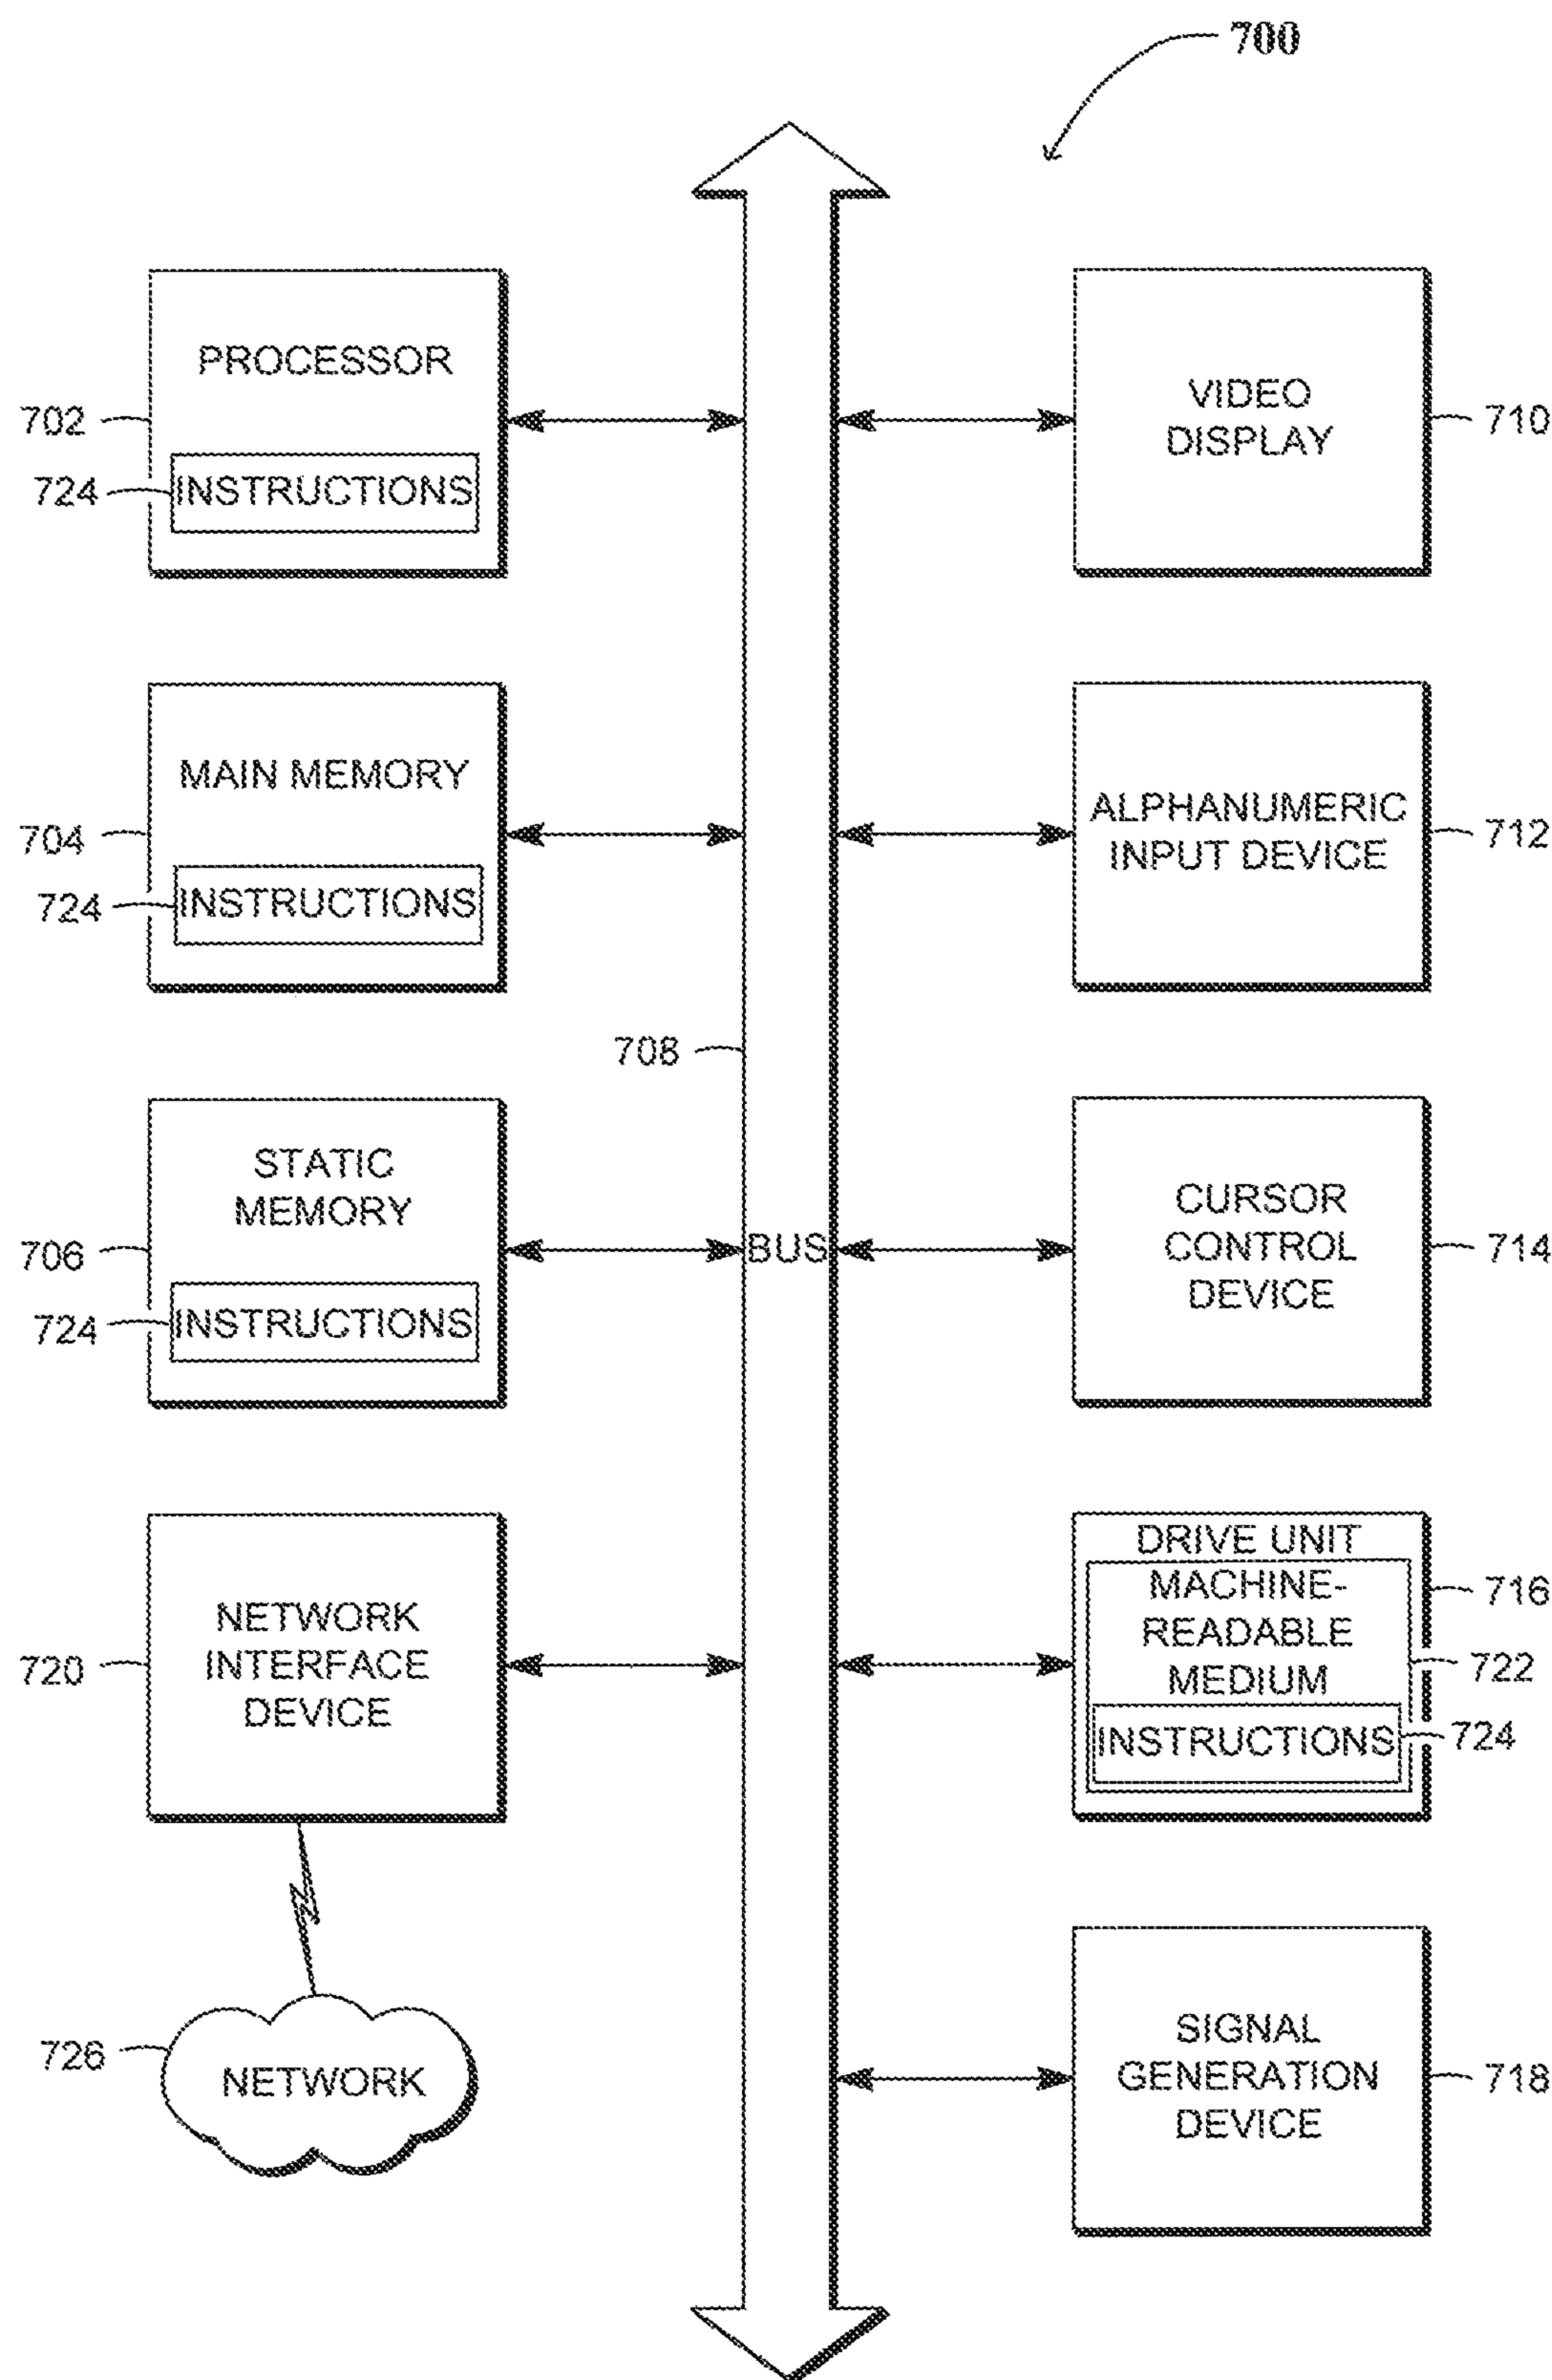 700
PROCESSOR
702
724
INSTRUCTIONS
VIDEO
DISPLAY
710
MAIN MEMORY
704
724
INSTRUCTIONS
ALPHANUMERIC
INPUT DEVICE
712
708
BUS
STATIC
MEMORY
706
724
INSTRUCTIONS
CURSOR
CONTROL
DEVICE
714
NETWORK
INTERFACE
DEVICE
720
DRIVE UNIT
MACHINE-
READABLE
MEDIUM
INSTRUCTIONS
716
722
724
726
NETWORK
SIGNAL
GENERATION
DEVICE
718